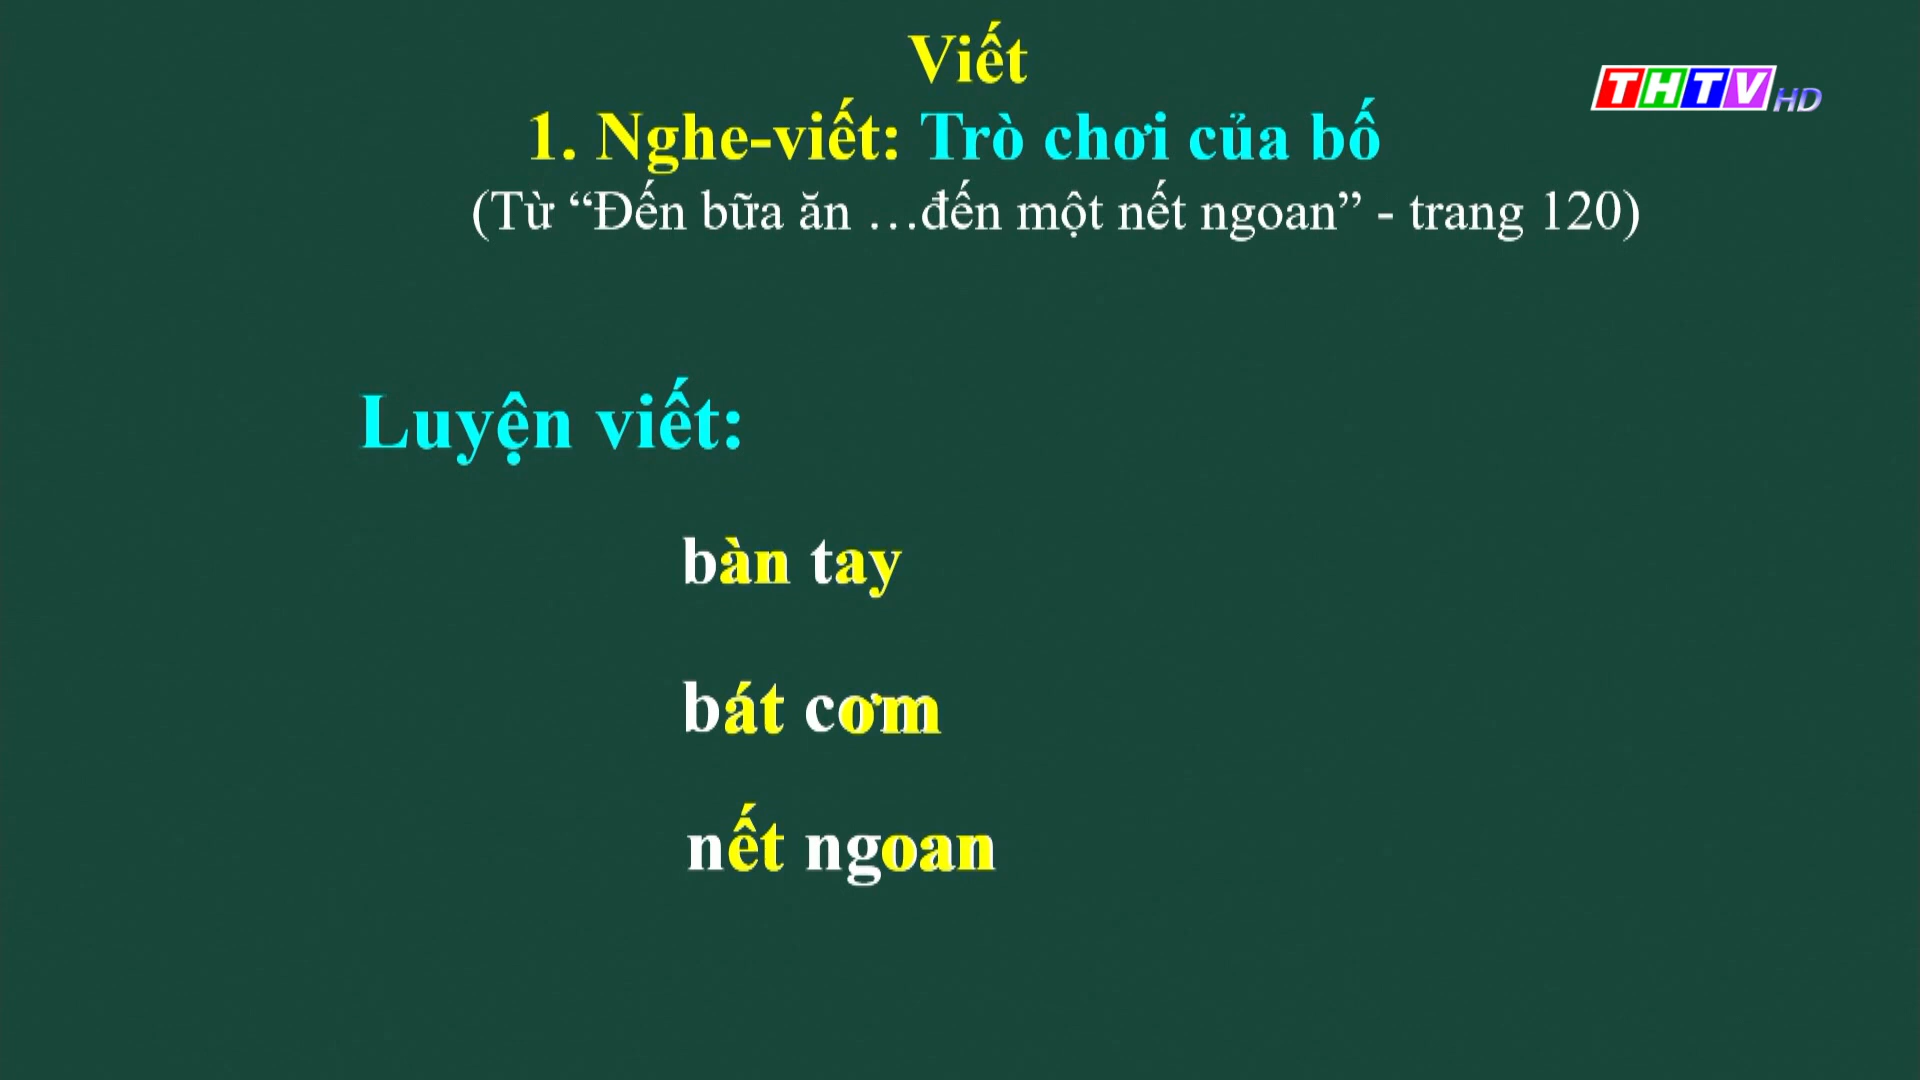 Viết
THTV HD
1. Nghe-viết: Trò chơi của bố
(Từ “Đến bữa ăn …đến một nết ngoan” - trang 120)
Luyện viết:
bàn tay
bát cơm
nết ngoan